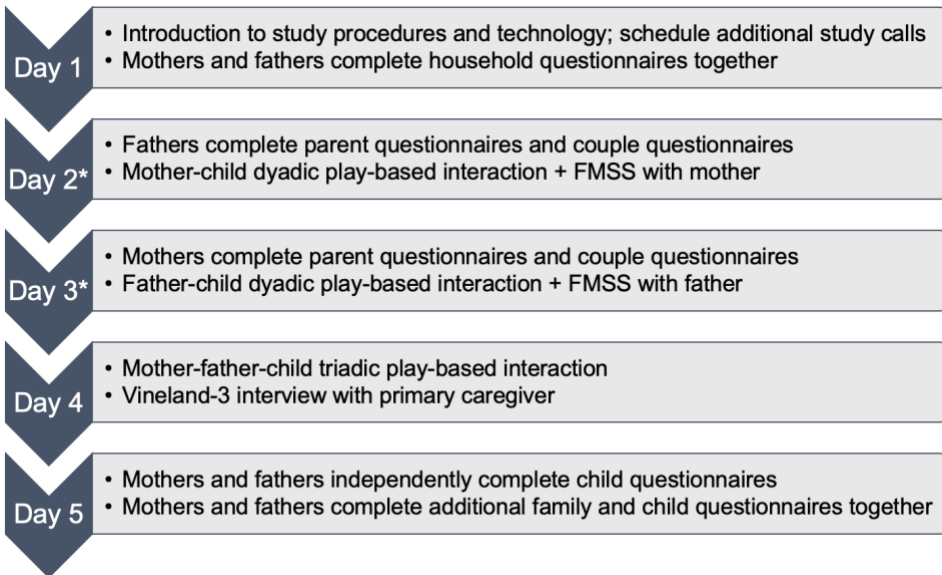 Day 1
• Introduction to study procedures and technology; schedule additional study calls
• Mothers and fathers complete household questionnaires together
Day 2*
• Fathers complete parent questionnaires and couple questionnaires
• Mother-child dyadic play-based interaction + FMSS with mother
Day 3*
• Mothers complete parent questionnaires and couple questionnaires
• Father-child dyadic play-based interaction + FMSS with father
Day 4
• Mother-father-child triadic play-based interaction
• Vineland-3 interview with primary caregiver
Day 5
• Mothers and fathers independently complete child questionnaires
• Mothers and fathers complete additional family and child questionnaires together